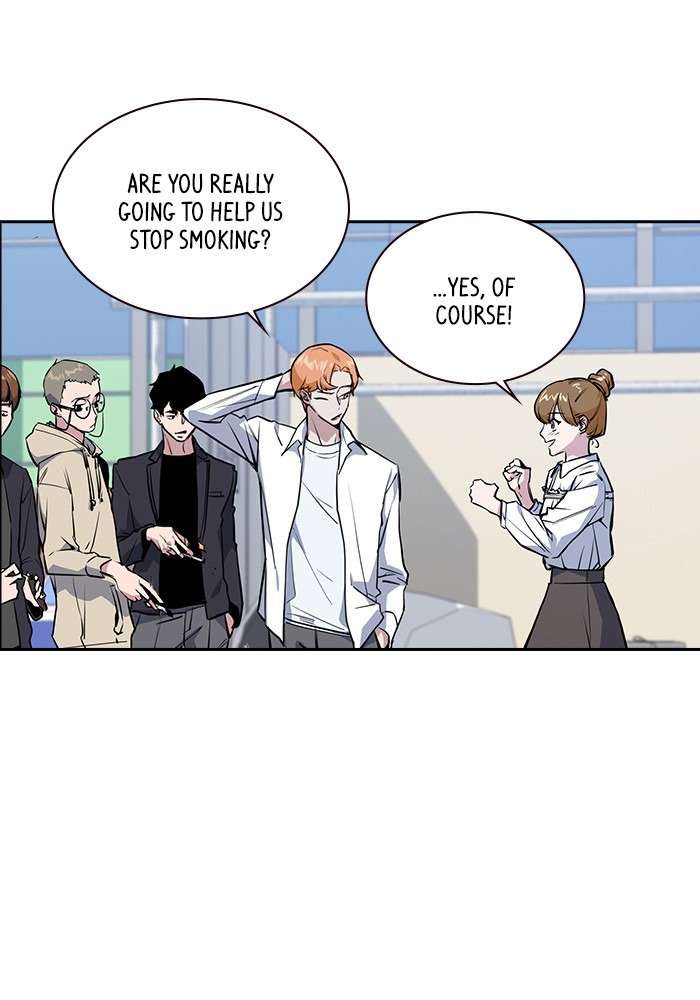 ARE YOU REALLY
GOING TO HELP US
STOP SMOKING?
...YES, OF
COURSE!